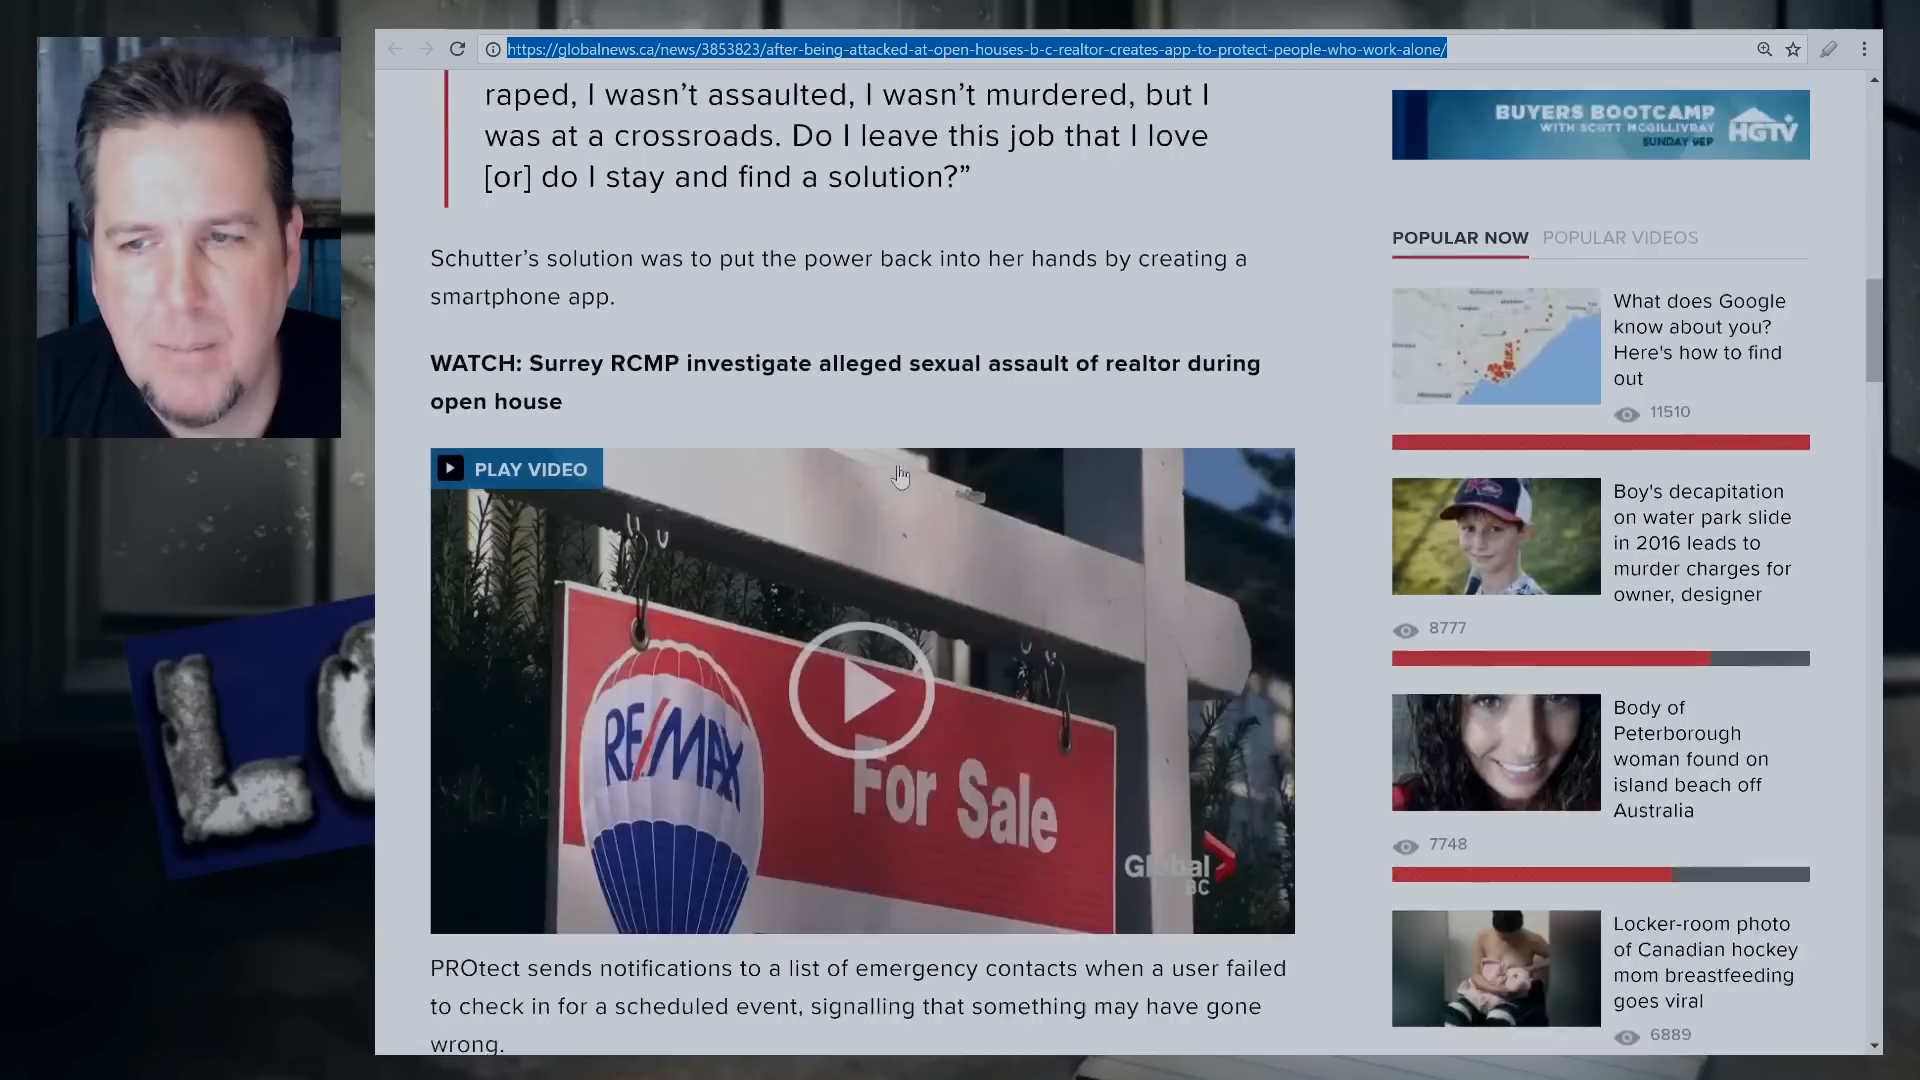 https://globalnews.ca/news/3853823/after-being-attacked-at-open-houses-b-c-realtor-creates-app-to-protect-people-who-work-alone/
raped, I wasn’t assaulted, I wasn’t murdered, but I
was at a crossroads. Do I leave this job that I love
[or] do I stay and find a solution?”
Schutter’s solution was to put the power back into her hands by creating a
smartphone app.
WATCH: Surrey RCMP investigate alleged sexual assault of realtor during
open house
PLAY VIDEO
RE/MAX
For Sale
Global
BC
PROtect sends notifications to a list of emergency contacts when a user failed
to check in for a scheduled event, signalling that something may have gone
wrong.
BUYERS BOOTCAMP
WITH SCOTT MCGILLIVRAY
SUNDAY 9EP
HGTV
POPULAR NOW POPULAR VIDEOS
What does Google
know about you?
Here's how to find
out
11510
Boy's decapitation
on water park slide
in 2016 leads to
murder charges for
owner, designer
8777
Body of
Peterborough
woman found on
island beach off
Australia
7748
Locker-room photo
of Canadian hockey
mom breastfeeding
goes viral
6889